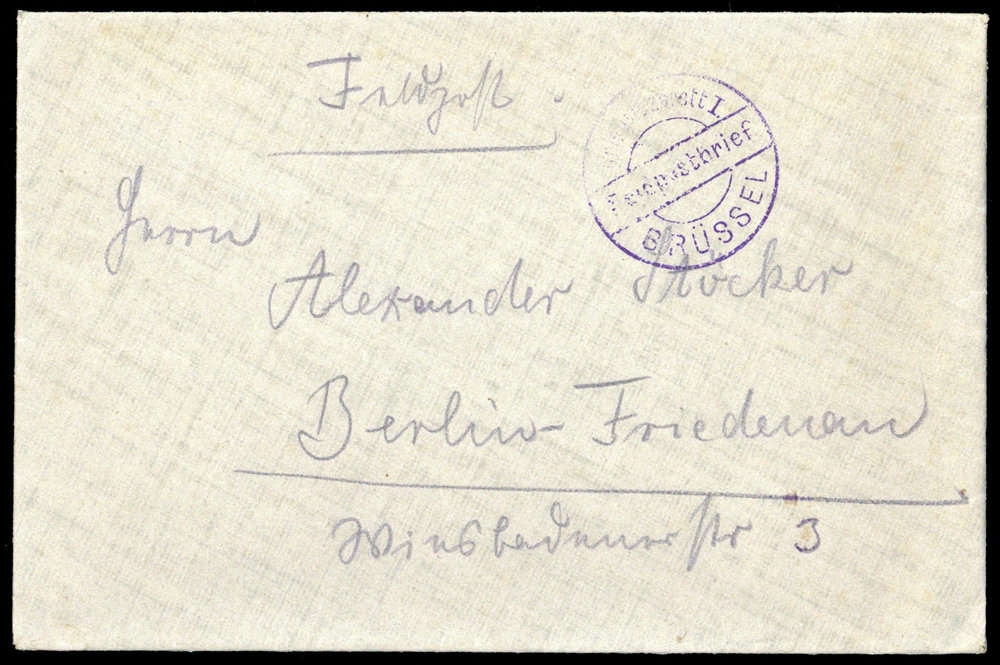 Feldpost
I.
Feldpostbrief
BRÜSSEL
Herrn
Alexander Stöcker
Berlin-Friedenau
Wiesbadenerstr 3